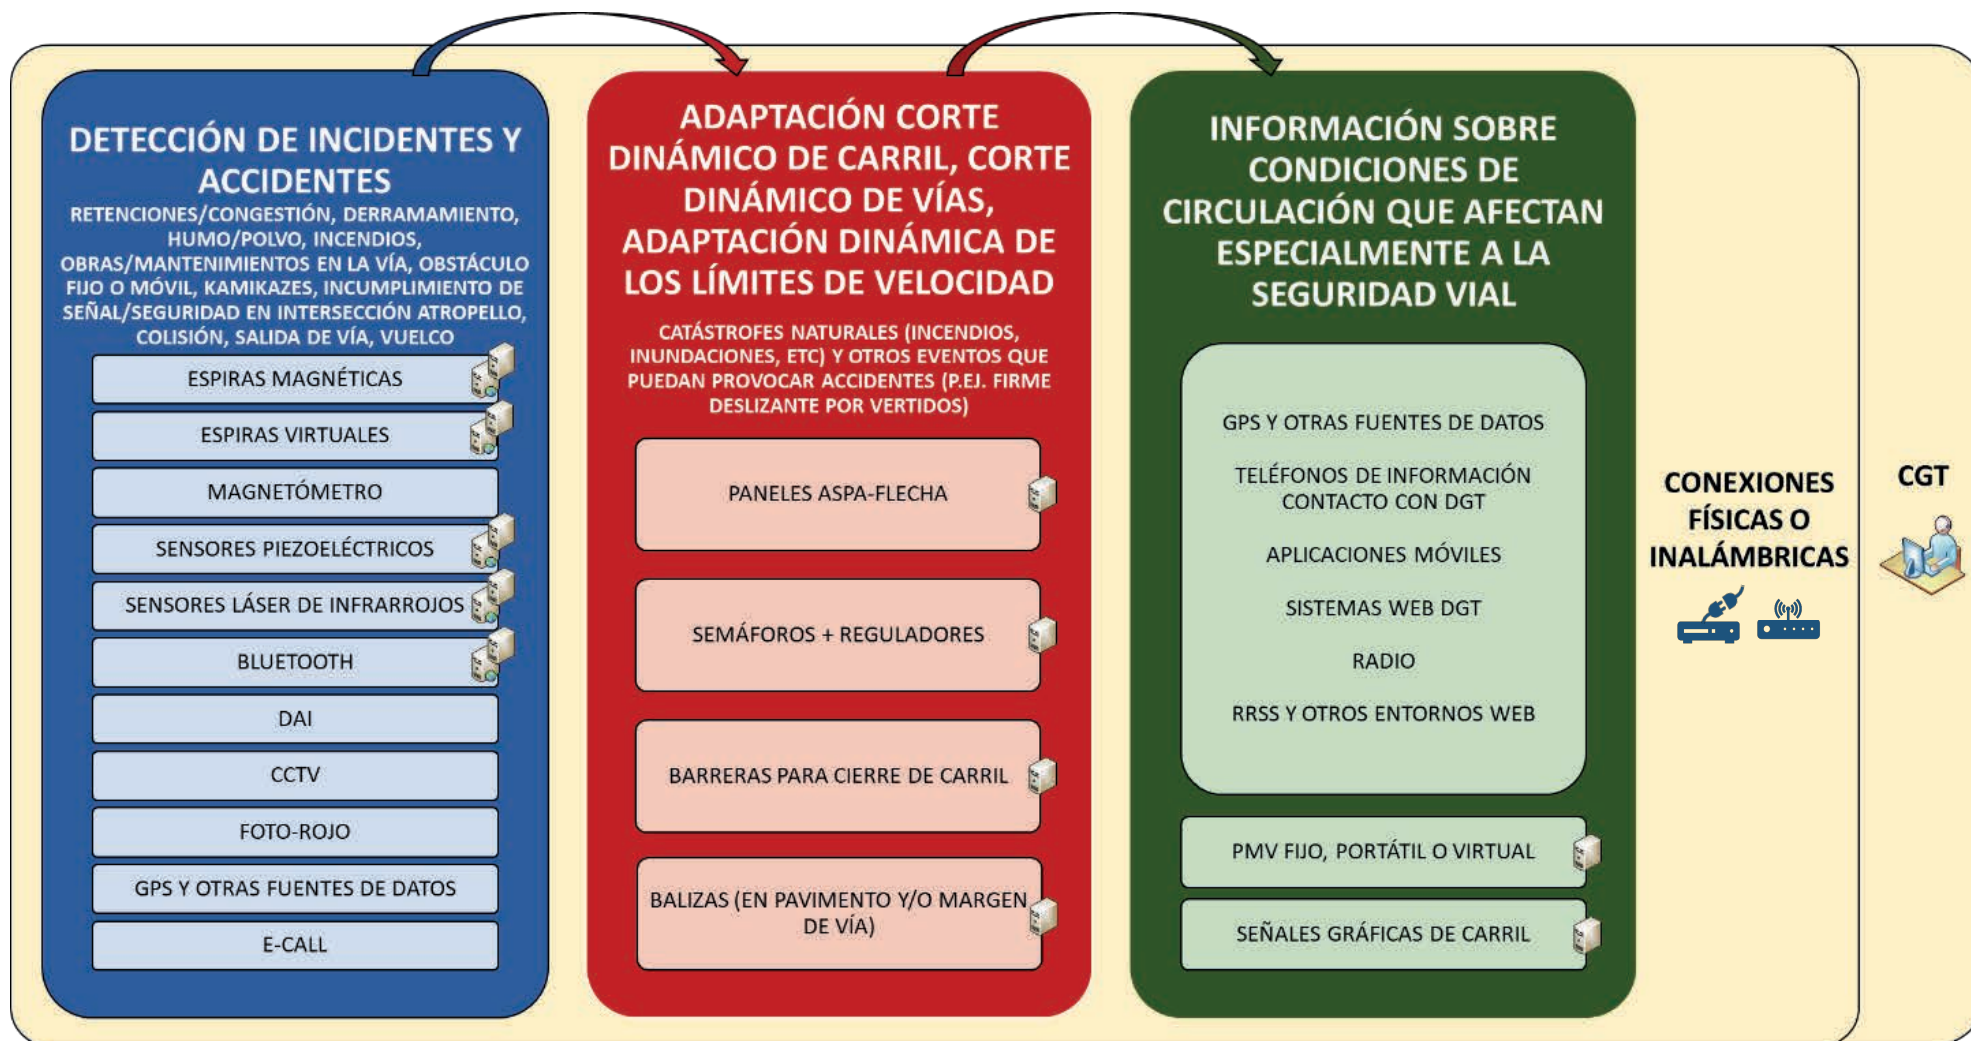 DETECCIÓN DE INCIDENTES Y
ACCIDENTES
RETENCIONES/CONGESTIÓN, DERRAMAMIENTO,
HUMO/POLVO, INCENDIOS,
OBRAS/MANTENIMIENTOS EN LA VÍA, OBSTÁCULO
FIJO O MÓVIL, KAMIKAZES, INCUMPLIMIENTO DE
SEÑAL/SEGURIDAD EN INTERSECCIÓN ATROPELLO,
COLISIÓN, SALIDA DE VÍA, VUELCO
ESPIRAS MAGNÉTICAS
ESPIRAS VIRTUALES
MAGNETÓMETRO
SENSORES PIEZOELÉCTRICOS
SENSORES LÁSER DE INFRARROJOS
BLUETOOTH
DAI
CCTV
FOTO-ROJO
GPS Y OTRAS FUENTES DE DATOS
E-CALL
ADAPTACIÓN CORTE
DINÁMICO DE CARRIL, CORTE
DINÁMICO DE VÍAS,
ADAPTACIÓN DINÁMICA DE
LOS LÍMITES DE VELOCIDAD
CATÁSTROFES NATURALES (INCENDIOS,
INUNDACIONES, ETC) Y OTROS EVENTOS QUE
PUEDAN PROVOCAR ACCIDENTES (P.EJ. FIRME
DESLIZANTE POR VERTIDOS)
PANELES ASPA-FLECHA
SEMÁFOROS + REGULADORES
BARRERAS PARA CIERRE DE CARRIL
BALIZAS (EN PAVIMENTO Y/O MARGEN
DE VÍA)
INFORMACIÓN SOBRE
CONDICIONES DE
CIRCULACIÓN QUE AFECTAN
ESPECIALMENTE A LA
SEGURIDAD VIAL
GPS Y OTRAS FUENTES DE DATOS
TELÉFONOS DE INFORMACIÓN
CONTACTO CON DGT
APLICACIONES MÓVILES
SISTEMAS WEB DGT
RADIO
RRSS Y OTROS ENTORNOS WEB
PMV FIJO, PORTÁTIL O VIRTUAL
SEÑALES GRÁFICAS DE CARRIL
CONEXIONES
FÍSICAS O
INALÁMBRICAS
CGT